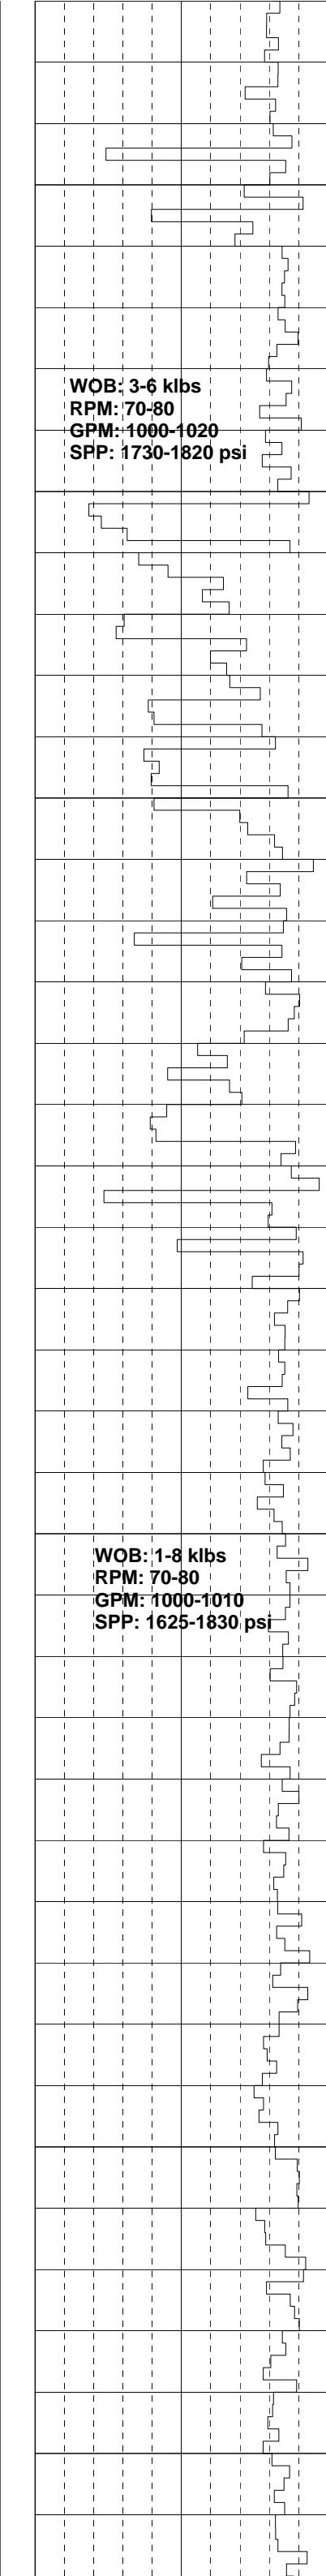 WOB: 3-6 klbs
RPM: 70-80
GPM: 1000-1020
SPP: 1730-1820 psi
WOB: 1-8 klbs
RPM: 70-80
GPM: 1000-1010
SPP: 1625-1830 psi